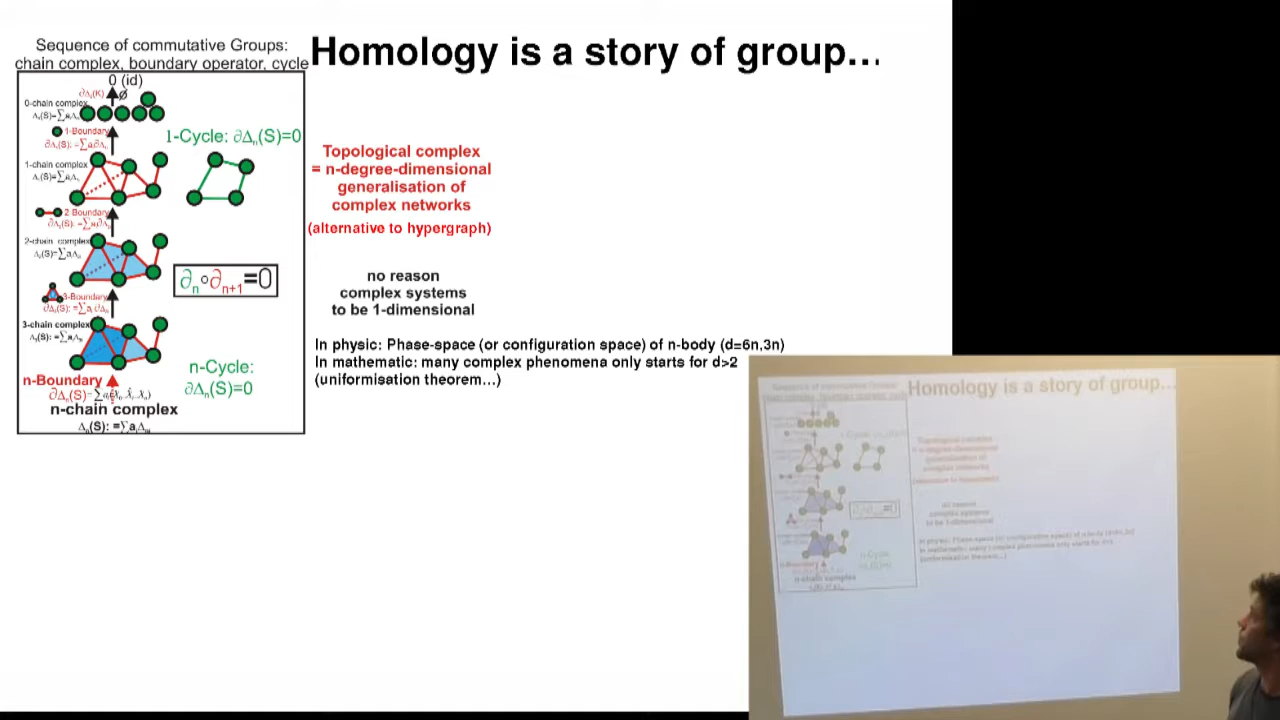 Sequence of commutative Groups:
chain complex, boundary operator, cycle
Homology is a story of group...
0 (id)
0-chain complex
1-Boundary
1-Cycle: ∂Δₙ(S)=0
1-chain complex
2-Boundary
2-chain complex
∂ₙ∘∂ₙ₊₁=0
3-Boundary
3-chain complex
n-Cycle:
∂Δₙ(S)=0
n-Boundary
n-chain complex
Topological complex
= n-degree-dimensional
generalisation of
complex networks
(alternative to hypergraph)
no reason
complex systems
to be 1-dimensional
In physic: Phase-space (or configuration space) of n-body (d=6n,3n)
In mathematic: many complex phenomena only starts for d>2
(uniformisation theorem...)
Homology is a story of group...